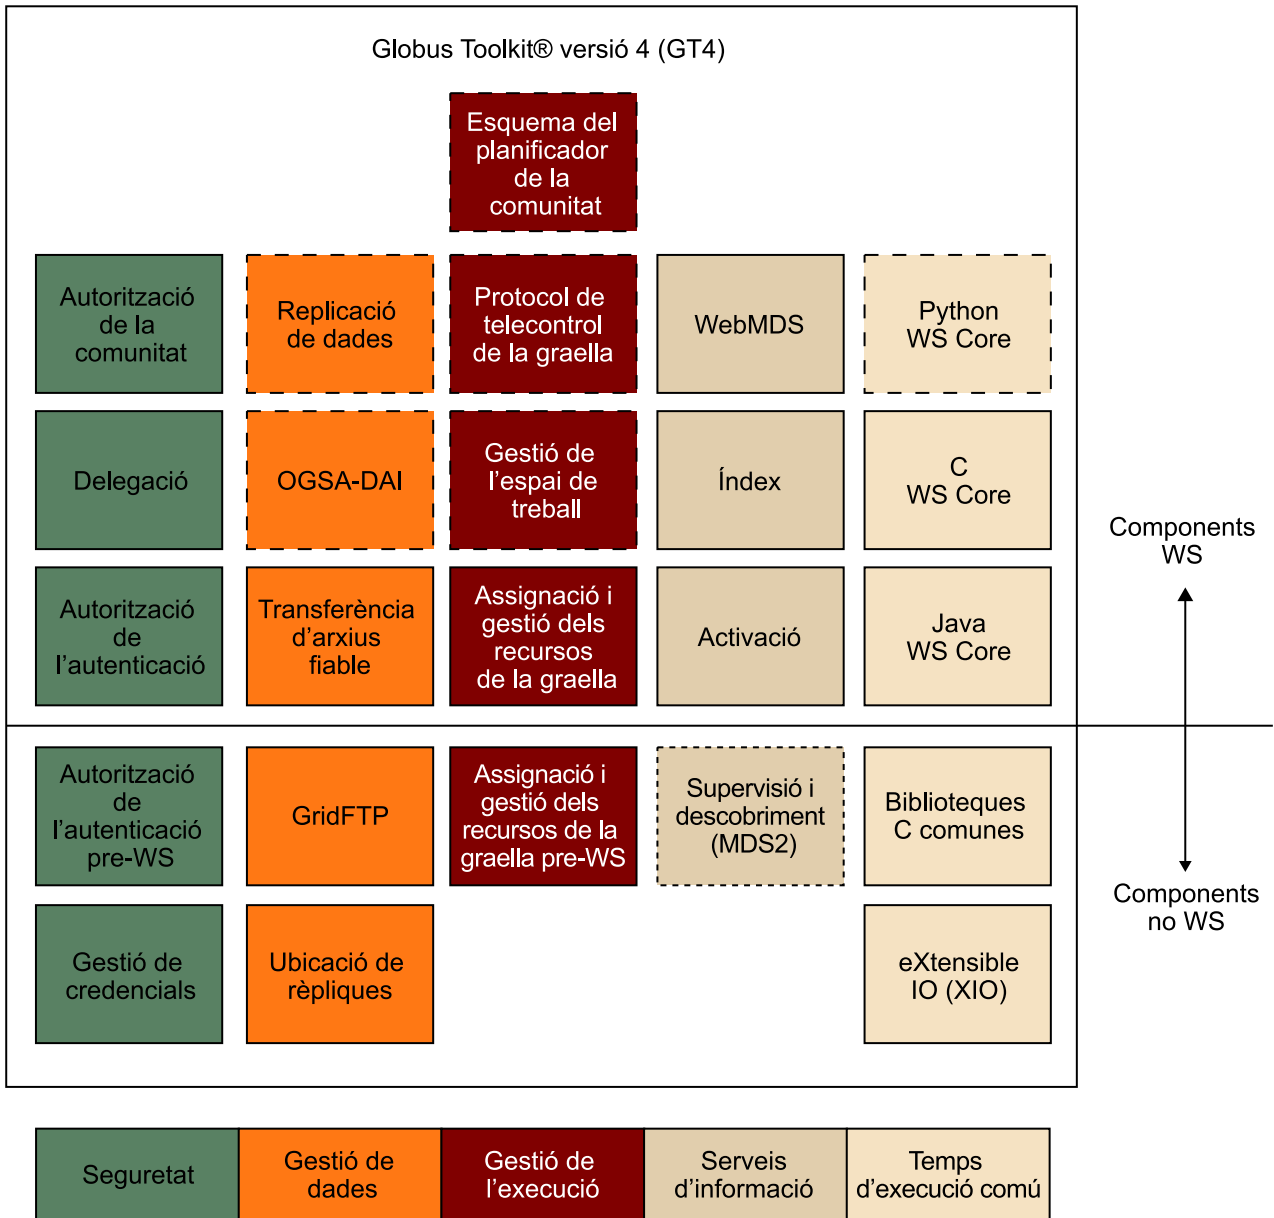 Globus Toolkit® versió 4 (GT4)
Esquema del
planificador
de la
comunitat
Autorització
de la
comunitat
Replicació
de dades
Protocol de
telecontrol
de la graella
WebMDS
Python
WS Core
Delegació
OGSA-DAI
Gestió de
l'espai de
treball
Índex
C
WS Core
Autorització
de
l'autenticació
Transferència
d'arxius
fiable
Assignació i
gestió dels
recursos
de la graella
Activació
Java
WS Core
Components
WS
Autorització
de
l'autenticació
pre-WS
GridFTP
Assignació i
gestió dels
recursos de la
graella pre-WS
Supervisió i
descobriment
(MDS2)
Biblioteques
C comunes
Components
no WS
Gestió de
credencials
Ubicació de
rèpliques
eXtensible
IO (XIO)
Seguretat
Gestió de
dades
Gestió de
l'execució
Serveis
d'informació
Temps
d'execució comú